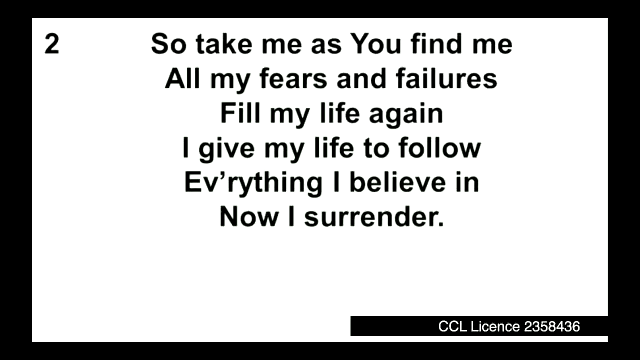 2 So take me as You find me
All my fears and failures
Fill my life again
I give my life to follow
Ev’rything I believe in
Now I surrender.
CCL Licence 2358436